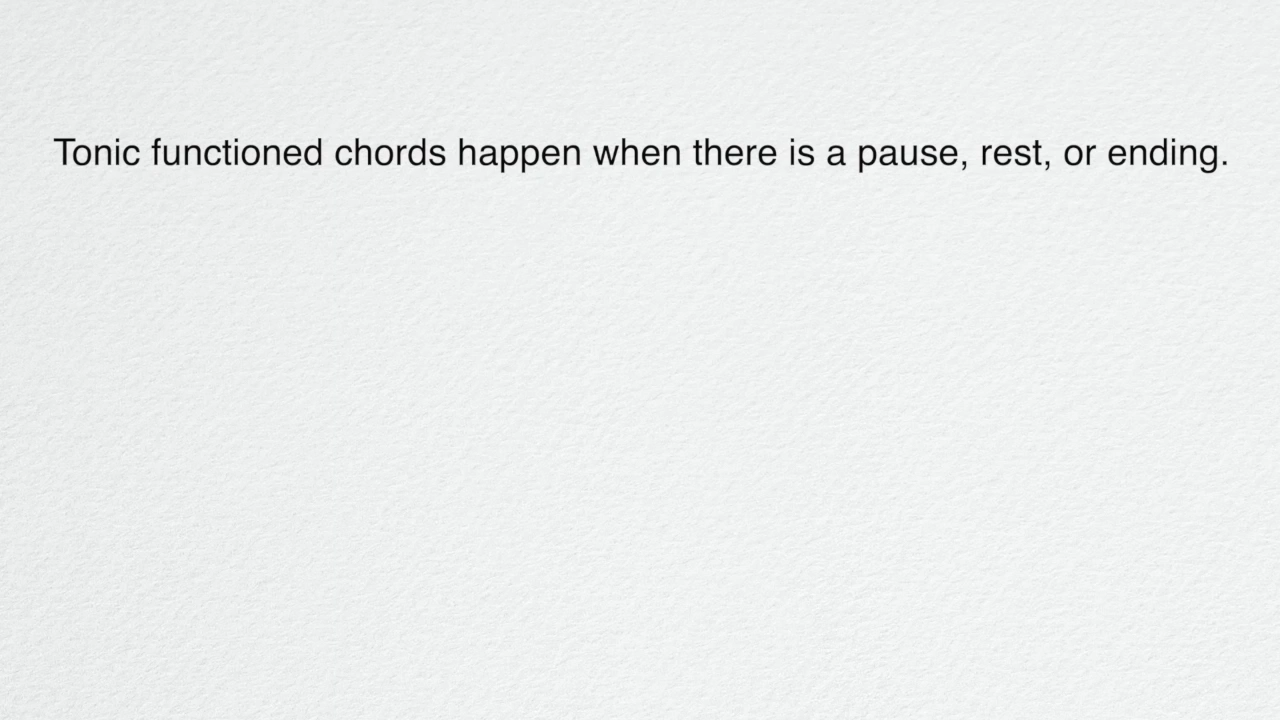 Tonic functioned chords happen when there is a pause, rest, or ending.